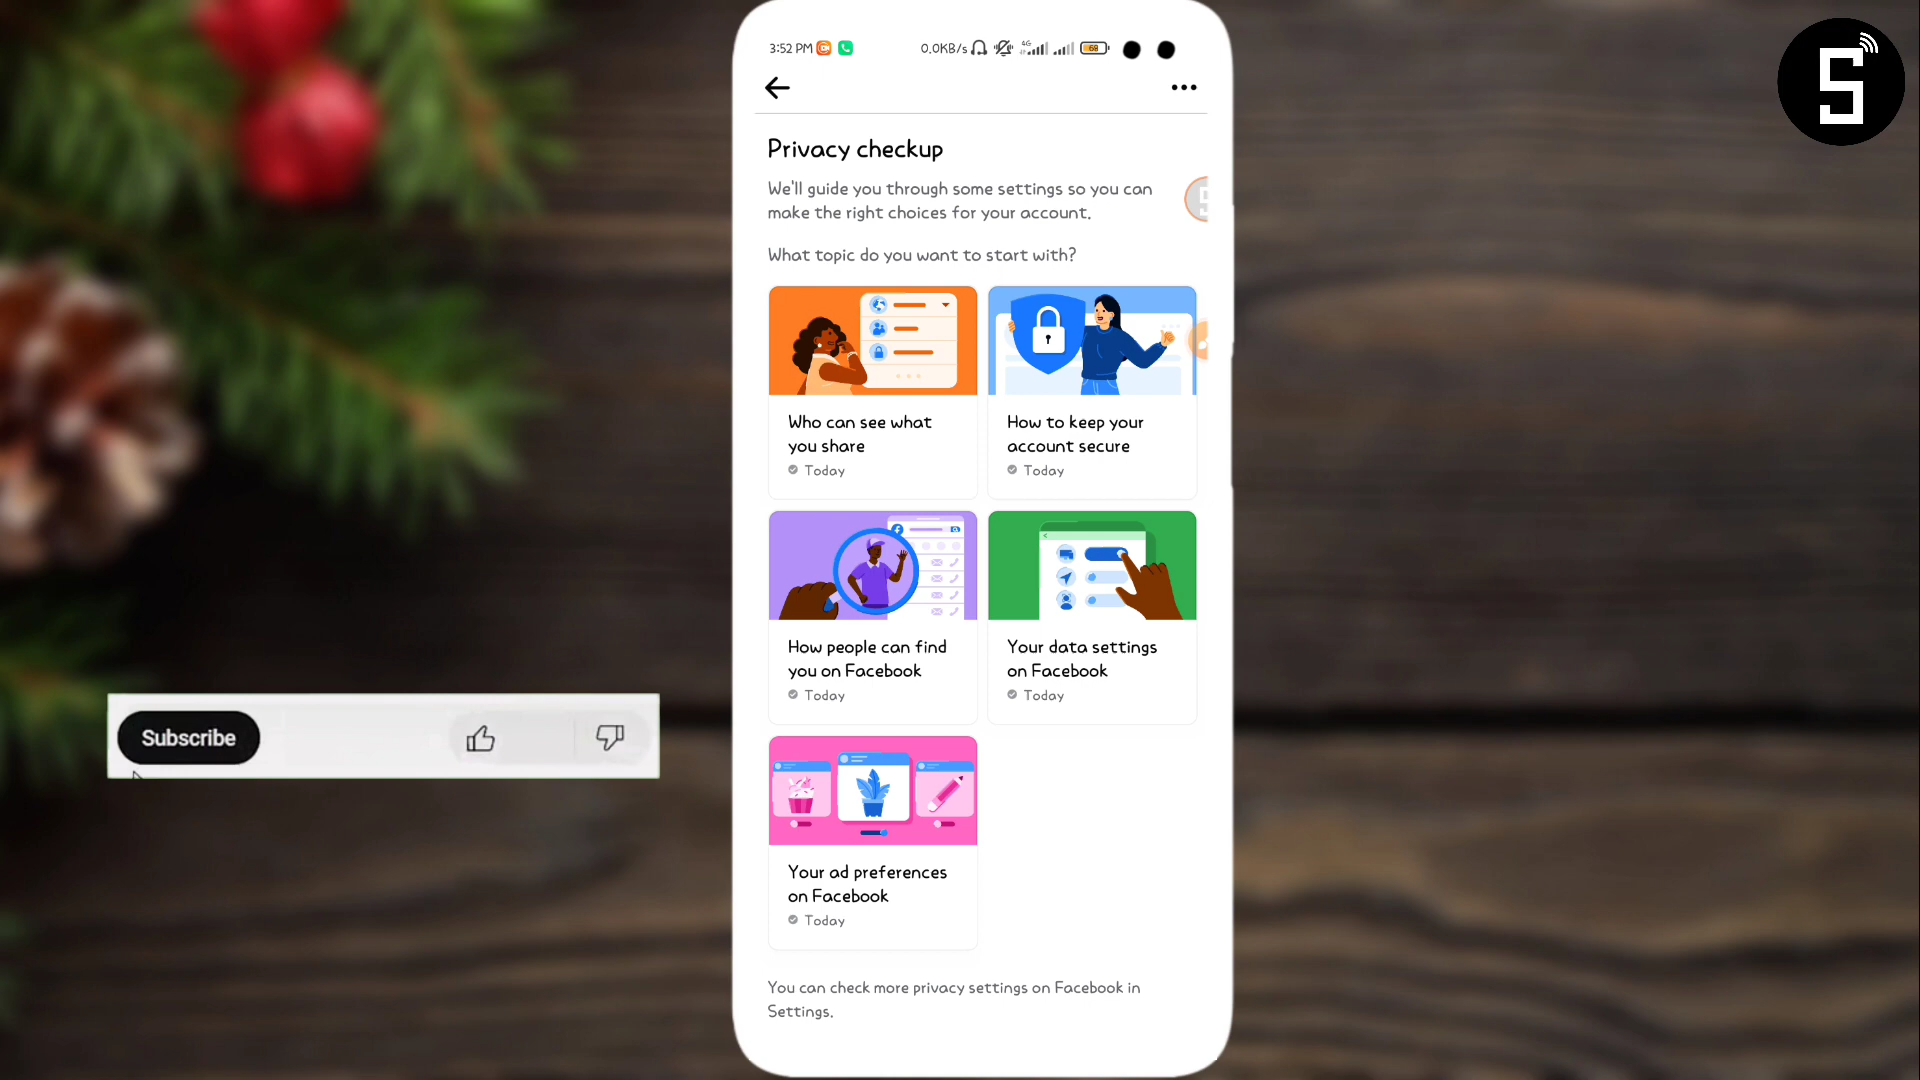 3:52 PM
0.0KB/s
4G
68
Privacy checkup
We'll guide you through some settings so you can
make the right choices for your account.
What topic do you want to start with?
Who can see what
you share
Today
How to keep your
account secure
Today
How people can find
you on Facebook
Today
Your data settings
on Facebook
Today
Your ad preferences
on Facebook
Today
You can check more privacy settings on Facebook in
Settings.
Subscribe
S